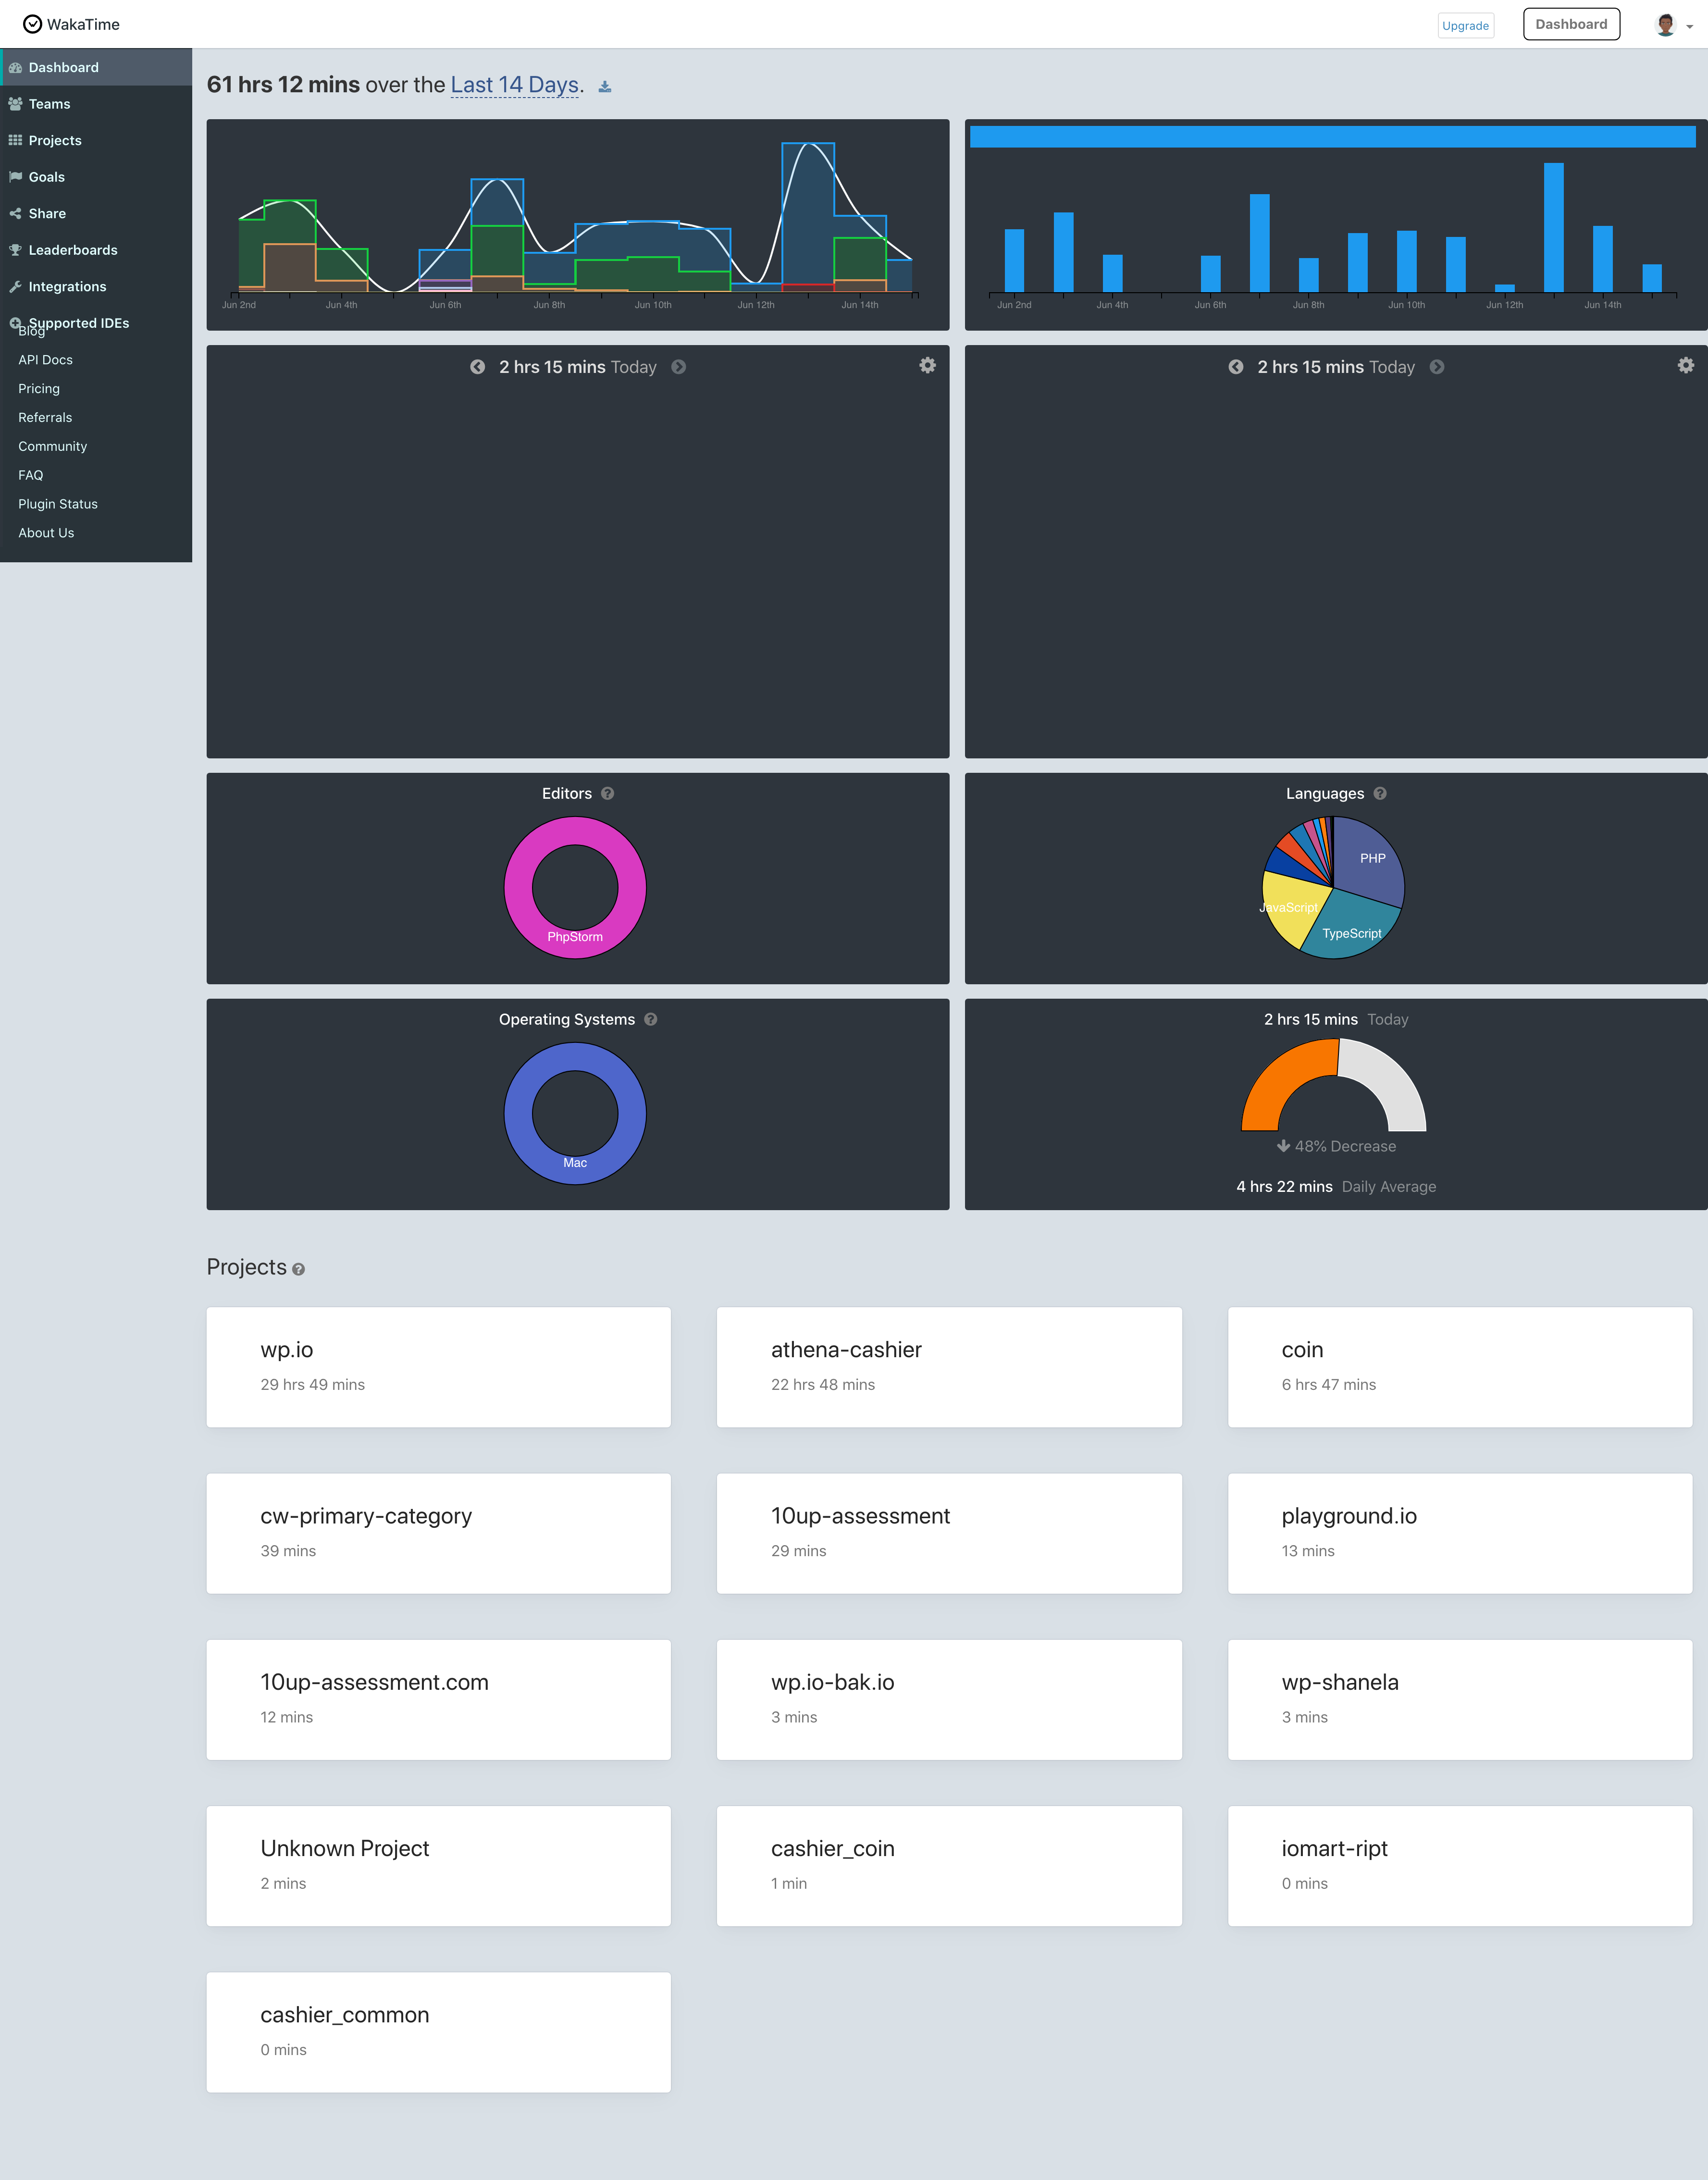 WakaTime
Upgrade
Dashboard
Dashboard
Teams
Projects
Goals
Share
Leaderboards
Integrations
Supported IDEs
Blog
API Docs
Pricing
Referrals
Community
FAQ
Plugin Status
About Us
61 hrs 12 mins over the Last 14 Days.
Jun 2nd Jun 4th Jun 6th Jun 8th Jun 10th Jun 12th Jun 14th
Jun 2nd Jun 4th Jun 6th Jun 8th Jun 10th Jun 12th Jun 14th
2 hrs 15 mins Today
2 hrs 15 mins Today
Editors ?
PhpStorm
Languages ?
PHP
JavaScript
TypeScript
Operating Systems ?
Mac
2 hrs 15 mins Today
48% Decrease
4 hrs 22 mins Daily Average
Projects ?
wp.io
29 hrs 49 mins
athena-cashier
22 hrs 48 mins
coin
6 hrs 47 mins
cw-primary-category
39 mins
10up-assessment
29 mins
playground.io
13 mins
10up-assessment.com
12 mins
wp.io-bak.io
3 mins
wp-shanela
3 mins
Unknown Project
2 mins
cashier_coin
1 min
iomart-ript
0 mins
cashier_common
0 mins